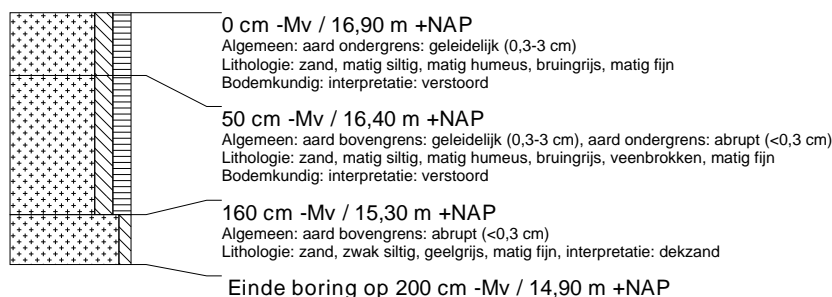 0 cm -Mv / 16,90 m +NAP
Algemeen: aard ondergrens: geleidelijk (0,3-3 cm)
Lithologie: zand, matig siltig, matig humeus, bruingrijs, matig fijn
Bodemkundig: interpretatie: verstoord
50 cm -Mv / 16,40 m +NAP
Algemeen: aard bovengrens: geleidelijk (0,3-3 cm), aard ondergrens: abrupt (<0,3 cm)
Lithologie: zand, matig siltig, matig humeus, bruingrijs, veenbrokken, matig fijn
Bodemkundig: interpretatie: verstoord
160 cm -Mv / 15,30 m +NAP
Algemeen: aard bovengrens: abrupt (<0,3 cm)
Lithologie: zand, zwak siltig, geelgrijs, matig fijn, interpretatie: dekzand
Einde boring op 200 cm -Mv / 14,90 m +NAP